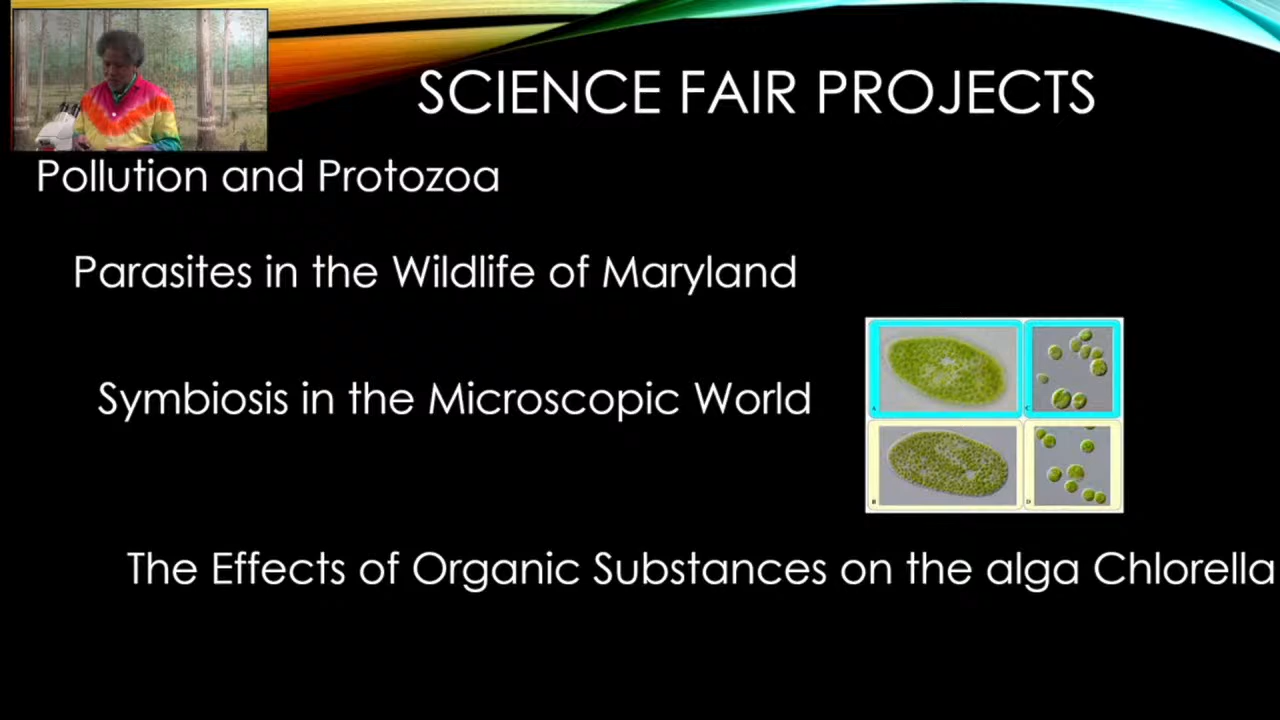 SCIENCE FAIR PROJECTS
Pollution and Protozoa
Parasites in the Wildlife of Maryland
Symbiosis in the Microscopic World
A
C
B
D
The Effects of Organic Substances on the alga Chlorella